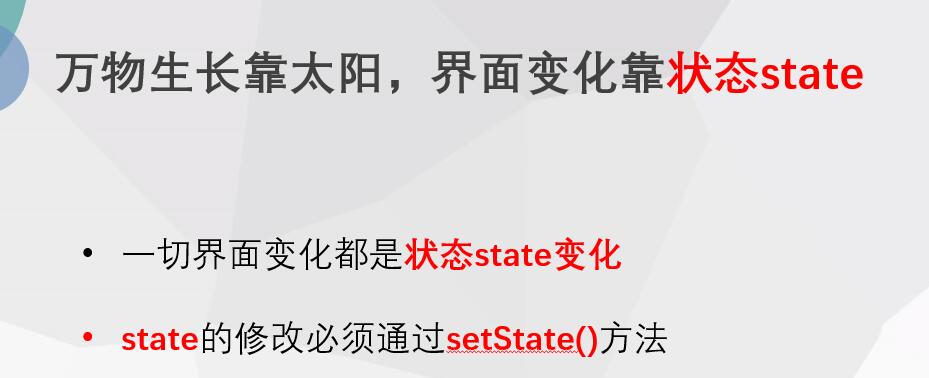 万物生长靠太阳，界面变化靠状态state
• 一切界面变化都是状态state变化
• state的修改必须通过setState()方法